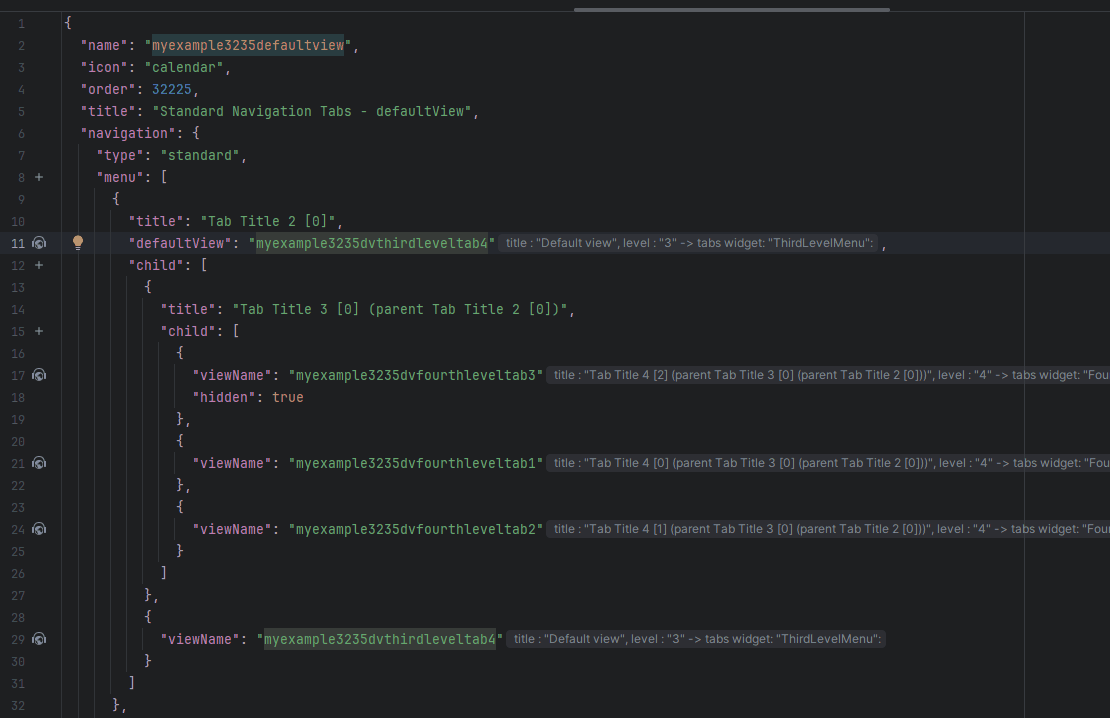 1 {
2 "name": "myexample3235defaultview",
3 "icon": "calendar",
4 "order": 32225,
5 "title": "Standard Navigation Tabs - defaultView",
6 "navigation": {
7 "type": "standard",
8 "menu": [
9 {
10 "title": "Tab Title 2 [0]",
11 "defaultView": "myexample3235dvthirdleveltab4" title : "Default view", level : "3" -> tabs widget: "ThirdLevelMenu": ,
12 "child": [
13 {
14 "title": "Tab Title 3 [0] (parent Tab Title 2 [0])",
15 "child": [
16 {
17 "viewName": "myexample3235dvfourthleveltab3" title : "Tab Title 4 [2] (parent Tab Title 3 [0] (parent Tab Title 2 [0]))", level : "4" -> tabs widget: "Fou
18 "hidden": true
19 },
20 {
21 "viewName": "myexample3235dvfourthleveltab1" title : "Tab Title 4 [0] (parent Tab Title 3 [0] (parent Tab Title 2 [0]))", level : "4" -> tabs widget: "Fou
22 },
23 {
24 "viewName": "myexample3235dvfourthleveltab2" title : "Tab Title 4 [1] (parent Tab Title 3 [0] (parent Tab Title 2 [0]))", level : "4" -> tabs widget: "Fou
25 }
26 ]
27 },
28 {
29 "viewName": "myexample3235dvthirdleveltab4" title : "Default view", level : "3" -> tabs widget: "ThirdLevelMenu":
30 }
31 ]
32 },